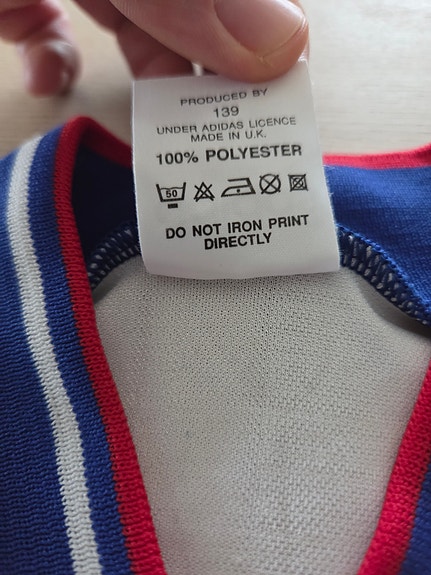 PRODUCED BY
139
UNDER ADIDAS LICENCE
MADE IN U.K.
100% POLYESTER
50
DO NOT IRON PRINT
DIRECTLY